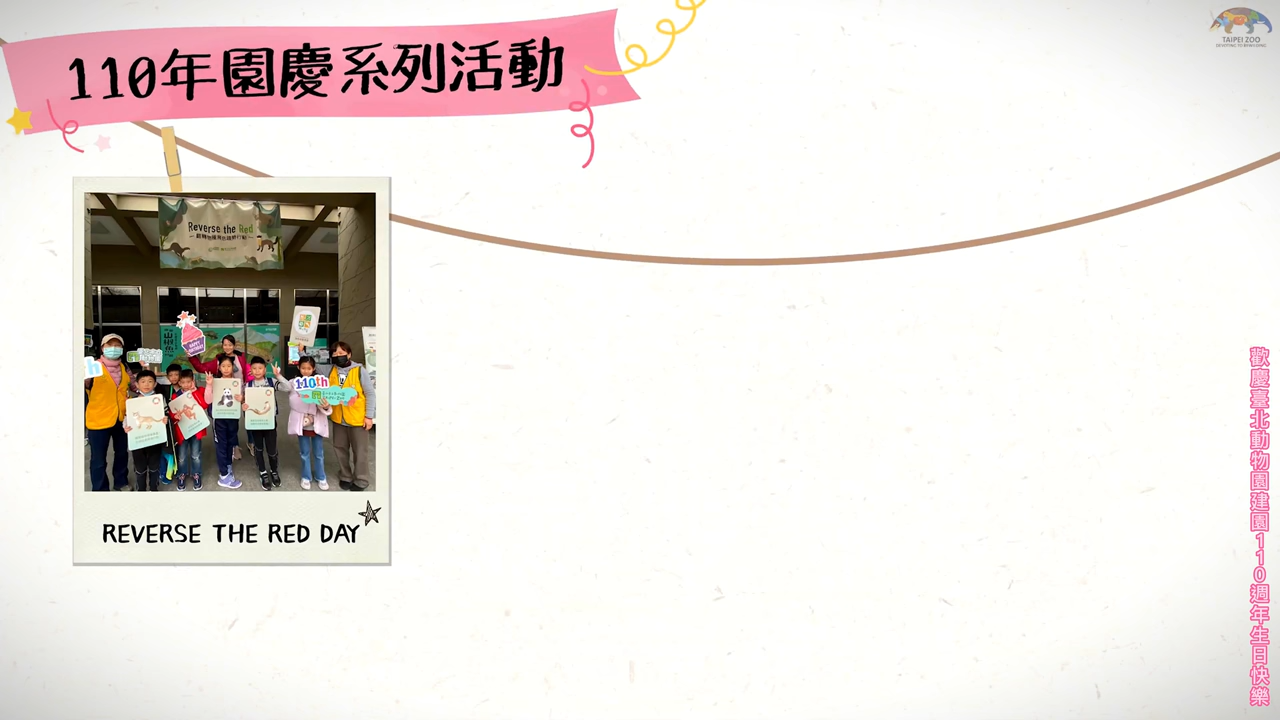 110年園慶系列活動
TAIPEI ZOO
Reverse the Red
110th
REVERSE THE RED DAY
歡慶臺北動物園建園110週年生日快樂